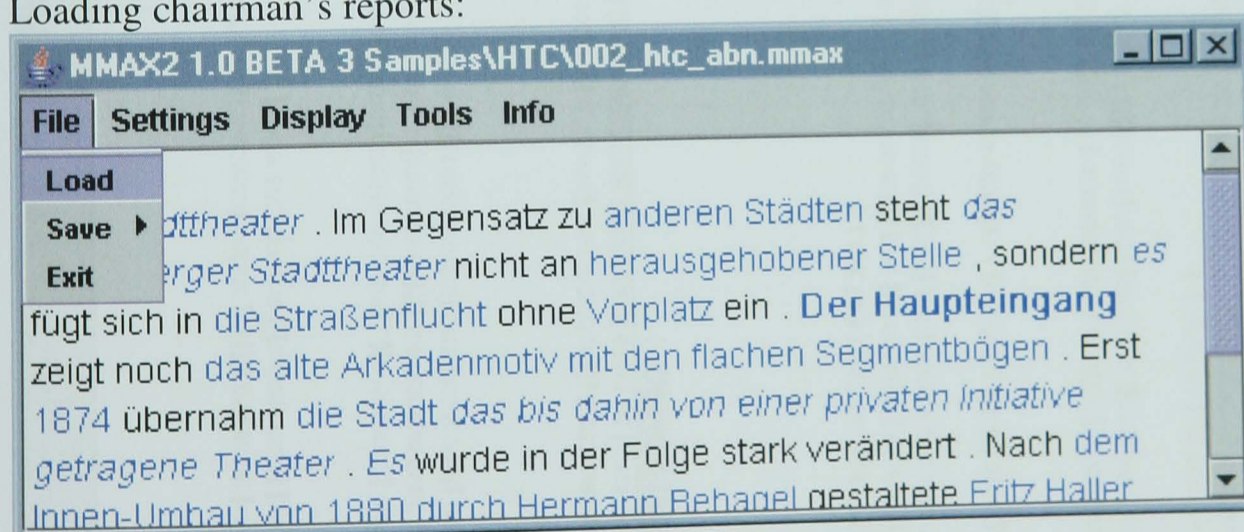 Loading chairman's reports:
MMAX2 1.0 BETA 3 Samples\HTC\002_htc_abn.mmax
File Settings Display Tools Info
Load
Save
Exit
dttheater . Im Gegensatz zu anderen Städten steht das
erger Stadttheater nicht an herausgehobener Stelle , sondern es
fügt sich in die Straßenflucht ohne Vorplatz ein . Der Haupteingang
zeigt noch das alte Arkadenmotiv mit den flachen Segmentbögen . Erst
1874 übernahm die Stadt das bis dahin von einer privaten Initiative
getragene Theater . Es wurde in der Folge stark verändert . Nach dem
Innen-Umbau von 1880 durch Hermann Behagel gestaltete Fritz Haller